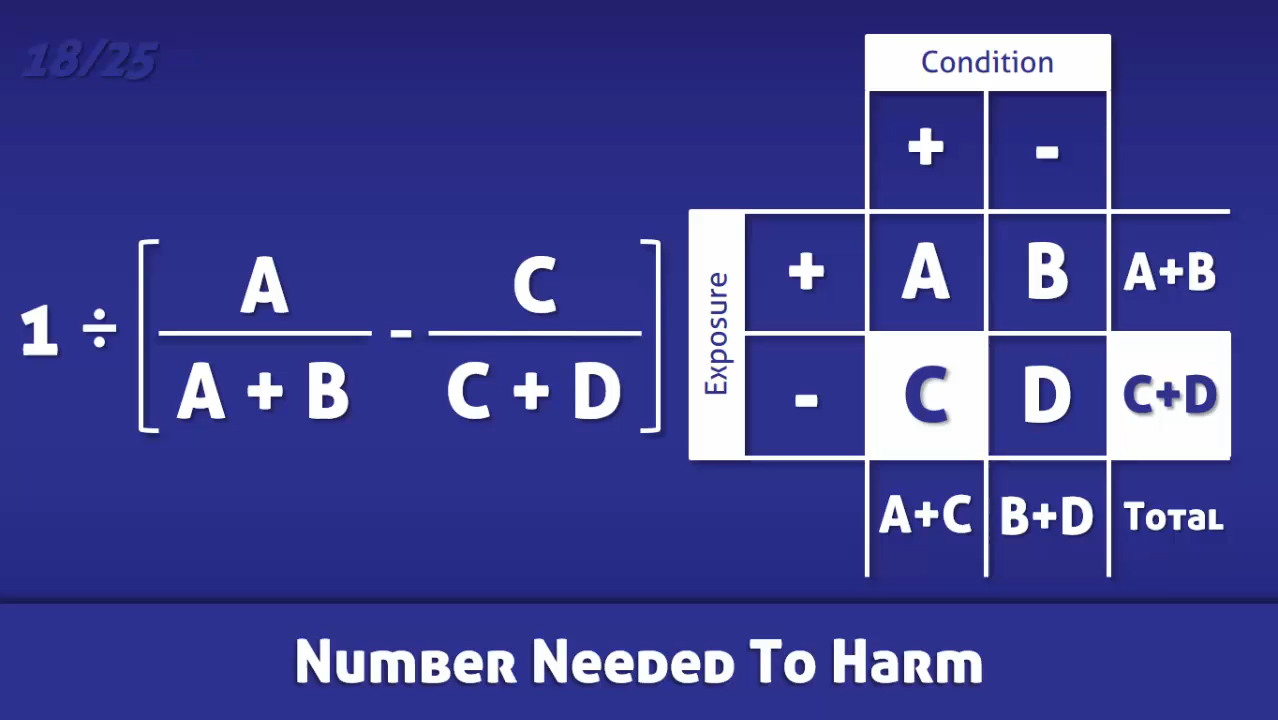 18/25
Condition
+ -
Exposure
+ A B A+B
- C D C+D
A+C B+D Total
1 ÷ [ A / A + B - C / C + D ]
Number Needed To Harm